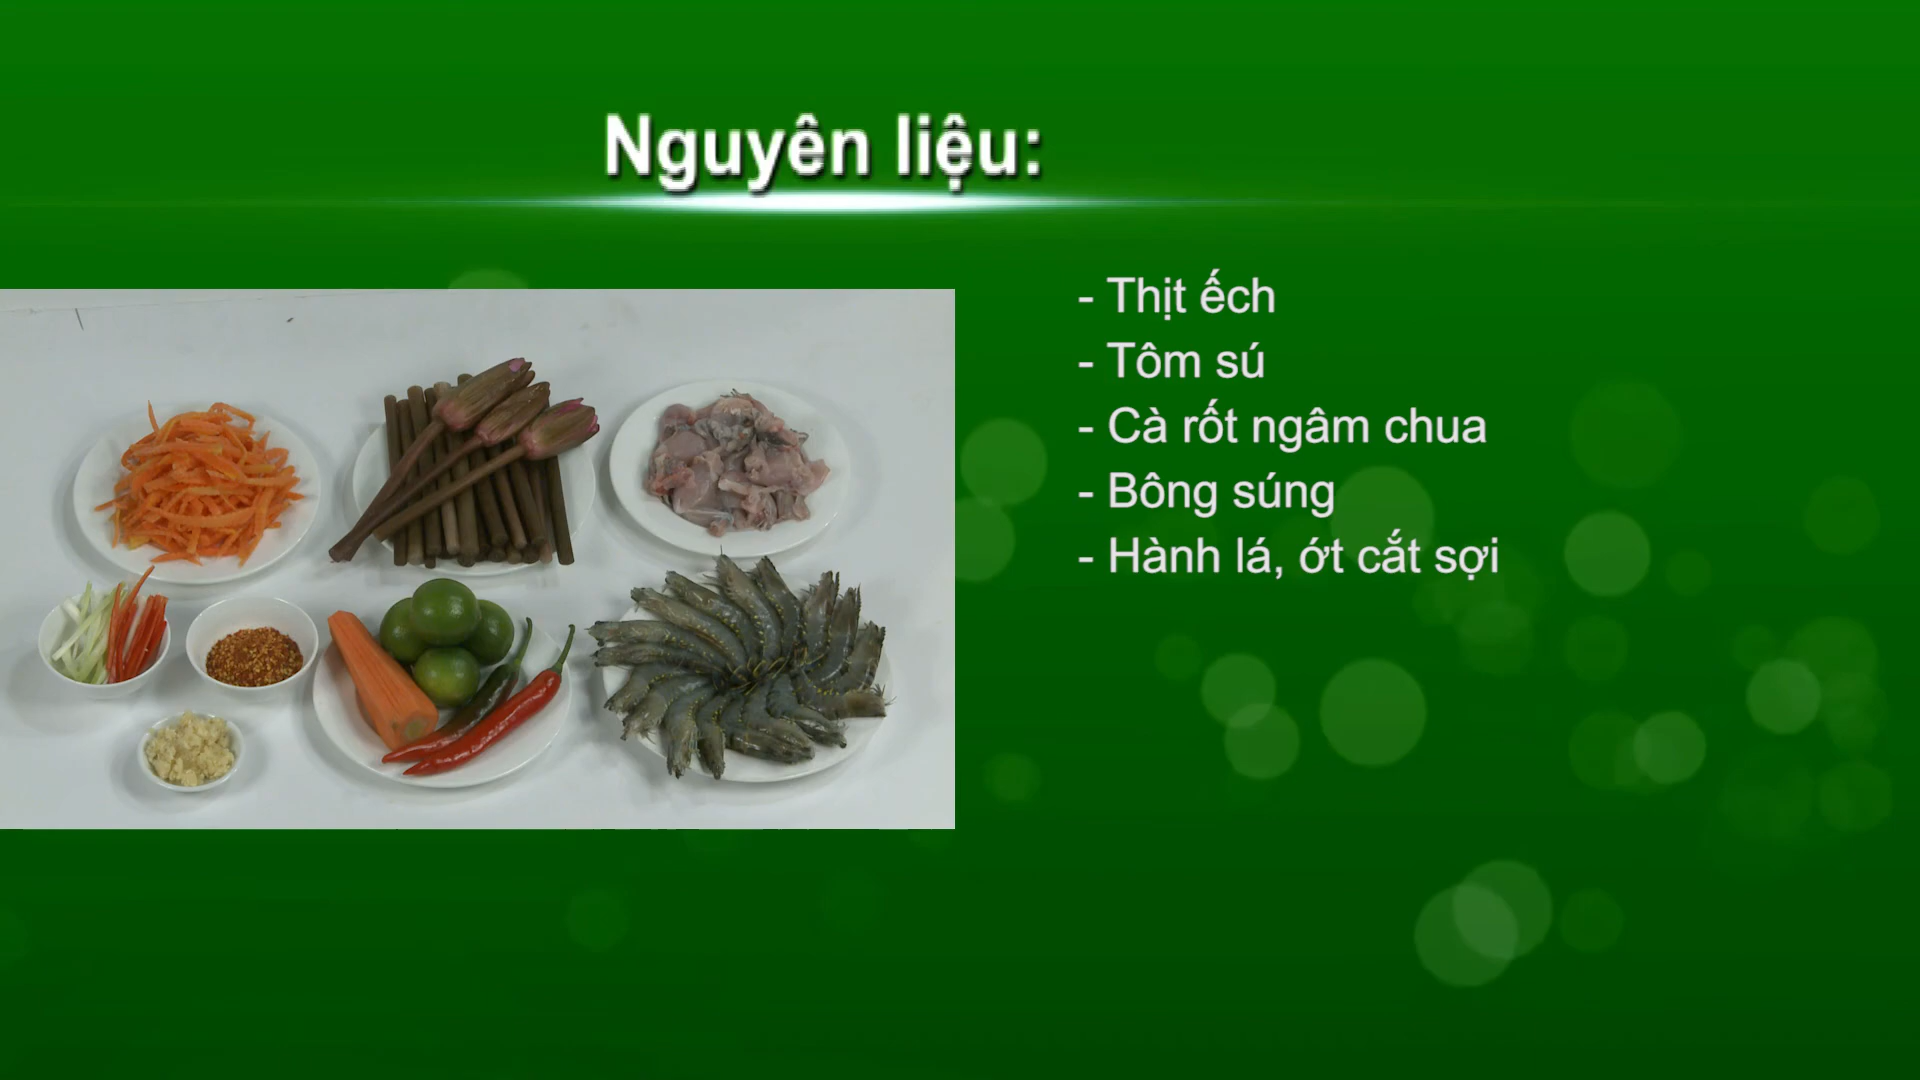 Nguyên liệu:
- Thịt ếch
- Tôm sú
- Cà rốt ngâm chua
- Bông súng
- Hành lá, ớt cắt sợi